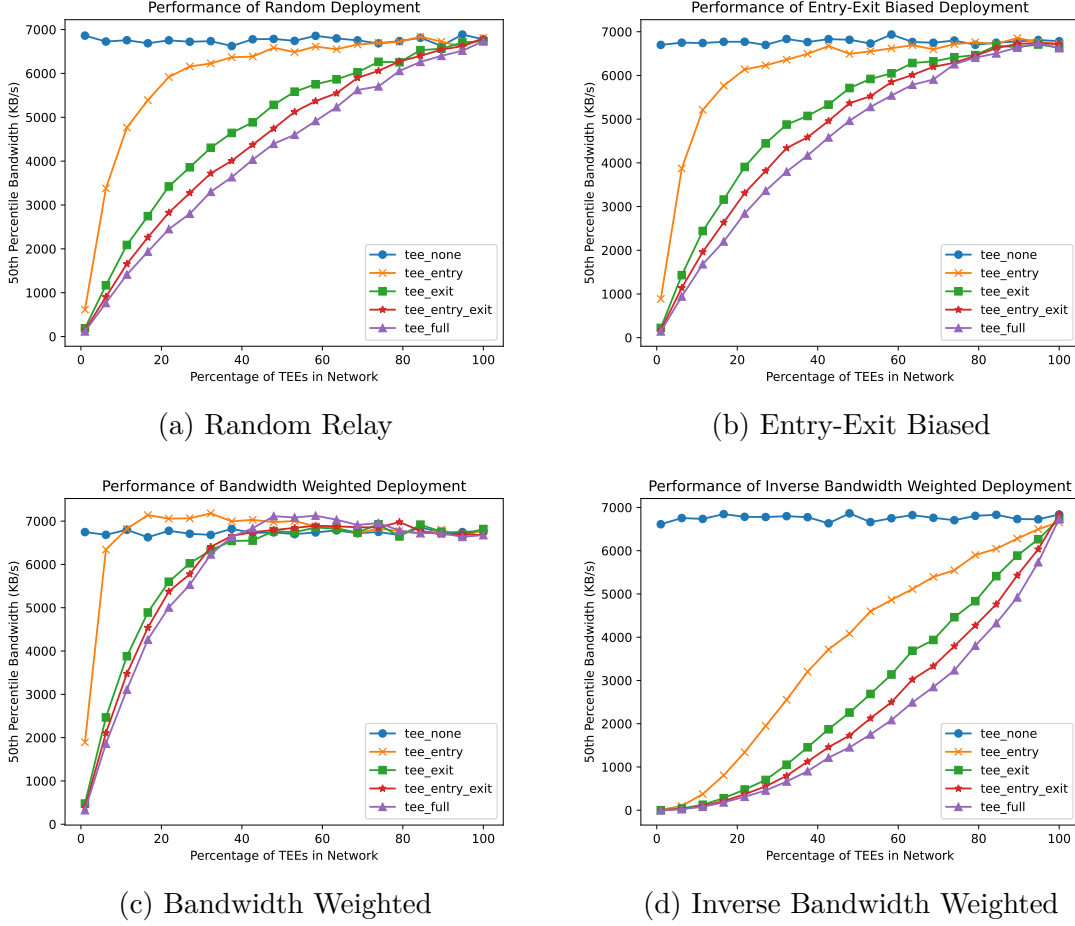 Performance of Random Deployment
50th Percentile Bandwidth (KB/s)
7000
6000
5000
4000
3000
2000
1000
0
tee_none
tee_entry
tee_exit
tee_entry_exit
tee_full
0 20 40 60 80 100
Percentage of TEEs in Network
(a) Random Relay
Performance of Entry-Exit Biased Deployment
50th Percentile Bandwidth (KB/s)
7000
6000
5000
4000
3000
2000
1000
0
tee_none
tee_entry
tee_exit
tee_entry_exit
tee_full
0 20 40 60 80 100
Percentage of TEEs in Network
(b) Entry-Exit Biased
Performance of Bandwidth Weighted Deployment
50th Percentile Bandwidth (KB/s)
7000
6000
5000
4000
3000
2000
1000
0
tee_none
tee_entry
tee_exit
tee_entry_exit
tee_full
0 20 40 60 80 100
Percentage of TEEs in Network
(c) Bandwidth Weighted
Performance of Inverse Bandwidth Weighted Deployment
50th Percentile Bandwidth (KB/s)
7000
6000
5000
4000
3000
2000
1000
0
tee_none
tee_entry
tee_exit
tee_entry_exit
tee_full
0 20 40 60 80 100
Percentage of TEEs in Network
(d) Inverse Bandwidth Weighted